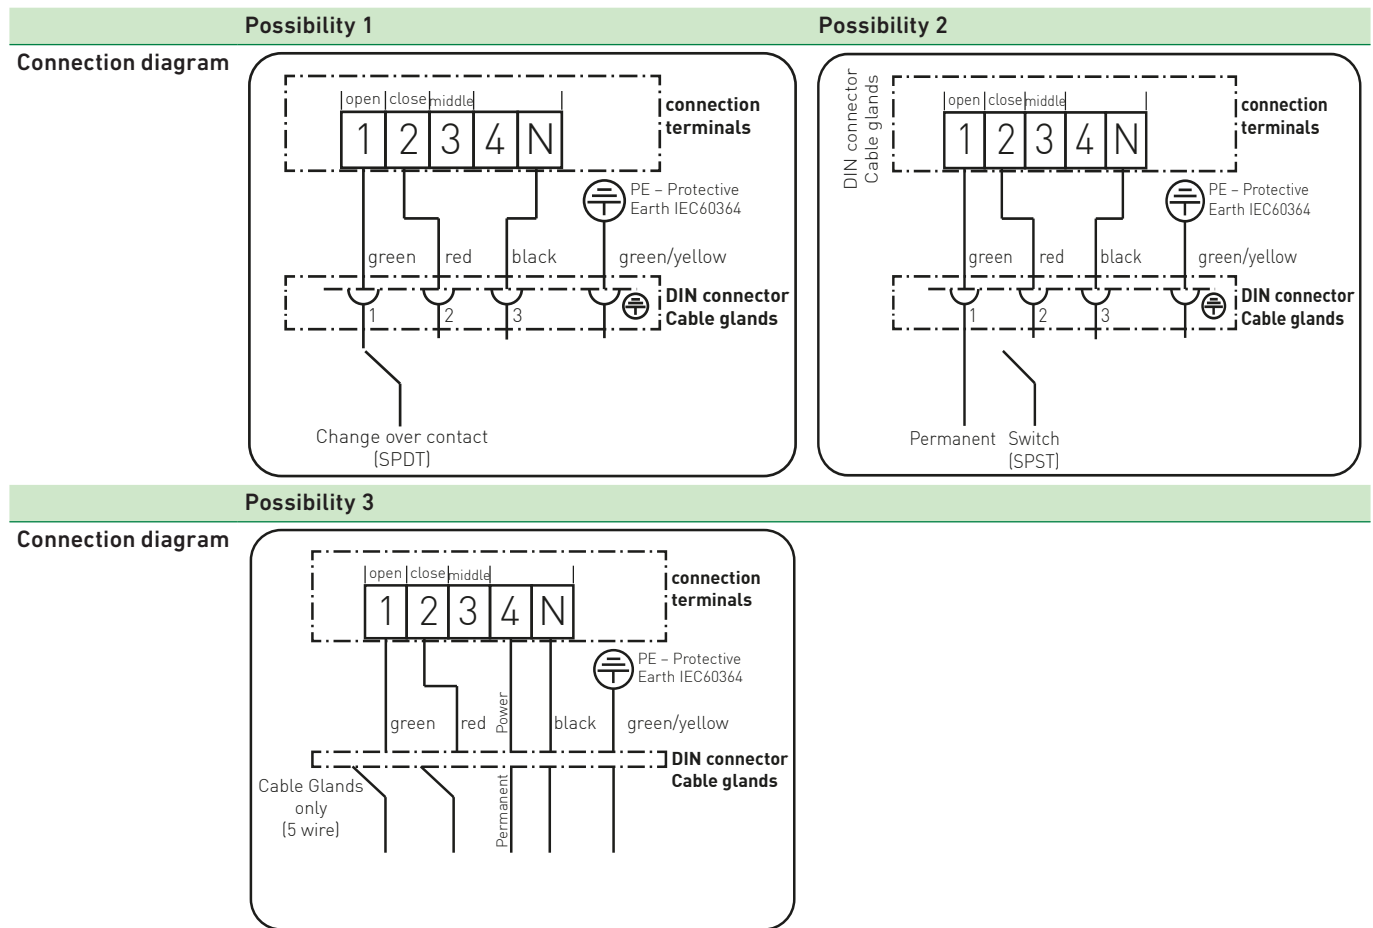 Possibility 1
Possibility 2
Connection diagram
open close middle
1 2 3 4 N
connection
terminals
PE – Protective
Earth IEC60364
green red black green/yellow
DIN connector
Cable glands
1 2 3
Change over contact
(SPDT)
DIN connector
Cable glands
open close middle
1 2 3 4 N
connection
terminals
PE – Protective
Earth IEC60364
green red black green/yellow
DIN connector
Cable glands
1 2 3
Permanent Switch
(SPST)
Possibility 3
Connection diagram
open close middle
1 2 3 4 N
connection
terminals
PE – Protective
Earth IEC60364
green red Power black green/yellow
DIN connector
Cable glands
Cable Glands
only
(5 wire)
Permanent